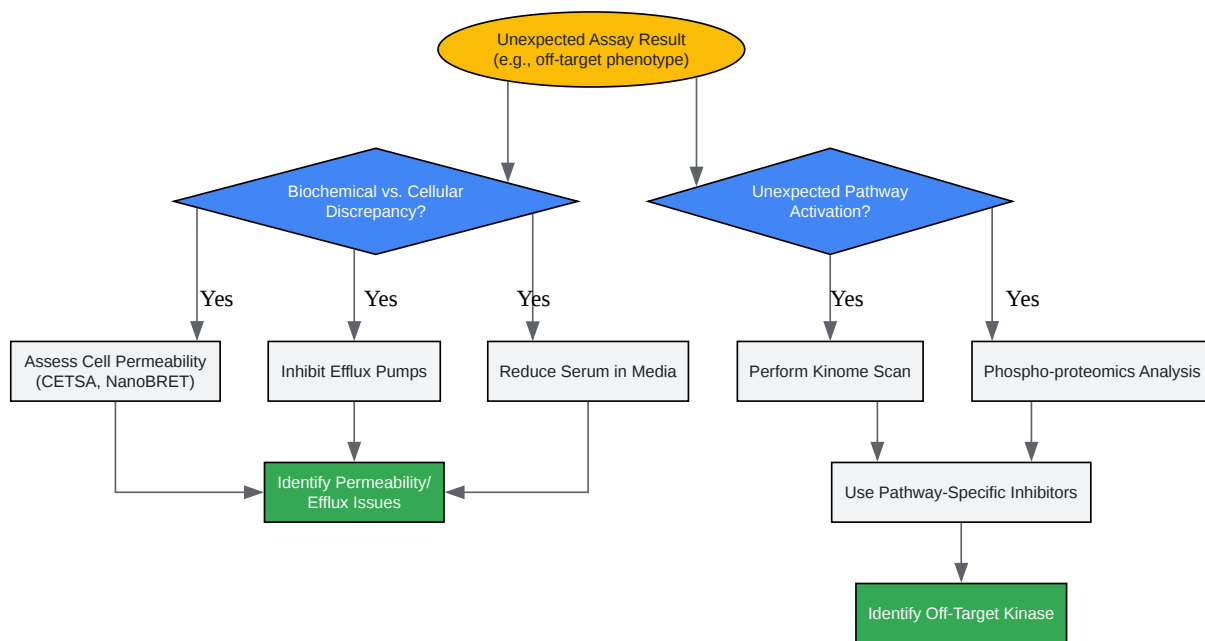 Unexpected Assay Result
(e.g., off-target phenotype)
Biochemical vs. Cellular
Discrepancy?
Unexpected Pathway
Activation?
Yes
Yes
Yes
Yes
Yes
Assess Cell Permeability
(CETSA, NanoBRET)
Inhibit Efflux Pumps
Reduce Serum in Media
Perform Kinome Scan
Phospho-proteomics Analysis
Identify Permeability/
Efflux Issues
Use Pathway-Specific Inhibitors
Identify Off-Target Kinase